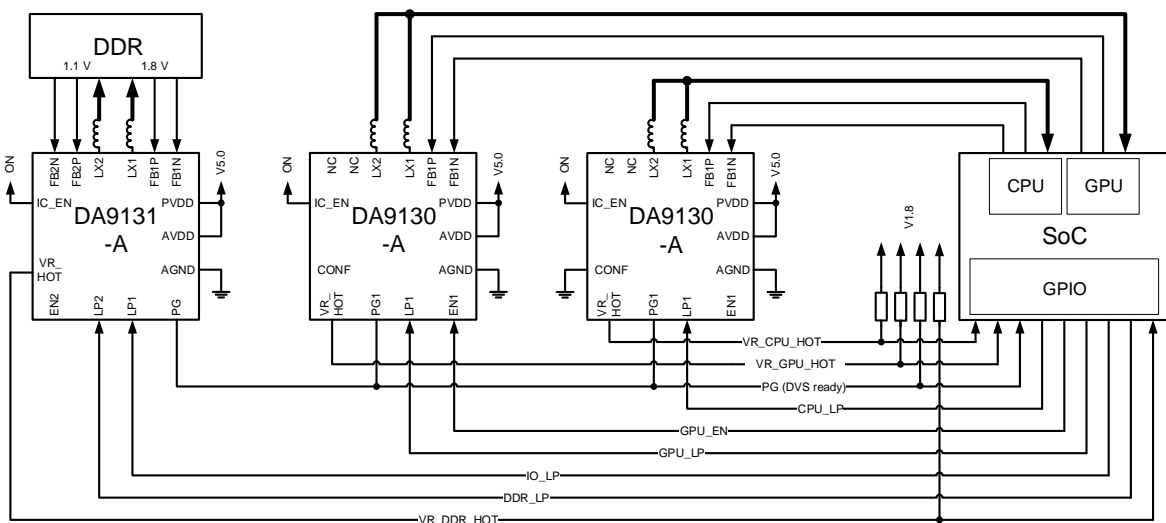 DDR
1.1 V 1.8 V
FB2N FB2P LX2 LX1 FB1P FB1N
ON V5.0
IC_EN PVDD
DA9131
-A
AVDD
VR_
HOT
AGND
EN2 LP2 LP1 PG
NC NC LX2 LX1 FB1P FB1N
ON V5.0
IC_EN PVDD
DA9130
-A
AVDD
CONF AGND
VR_
HOT
PG1 LP1 EN1
NC NC LX2 LX1 FB1P FB1N
ON V5.0
IC_EN PVDD
DA9130
-A
AVDD
CONF AGND
VR_
HOT
PG1 LP1 EN1
V1.8
CPU GPU
SoC
GPIO
VR_CPU_HOT
VR_GPU_HOT
PG (DVS ready)
CPU_LP
GPU_EN
GPU_LP
IO_LP
DDR_LP
VR_DDR_HOT